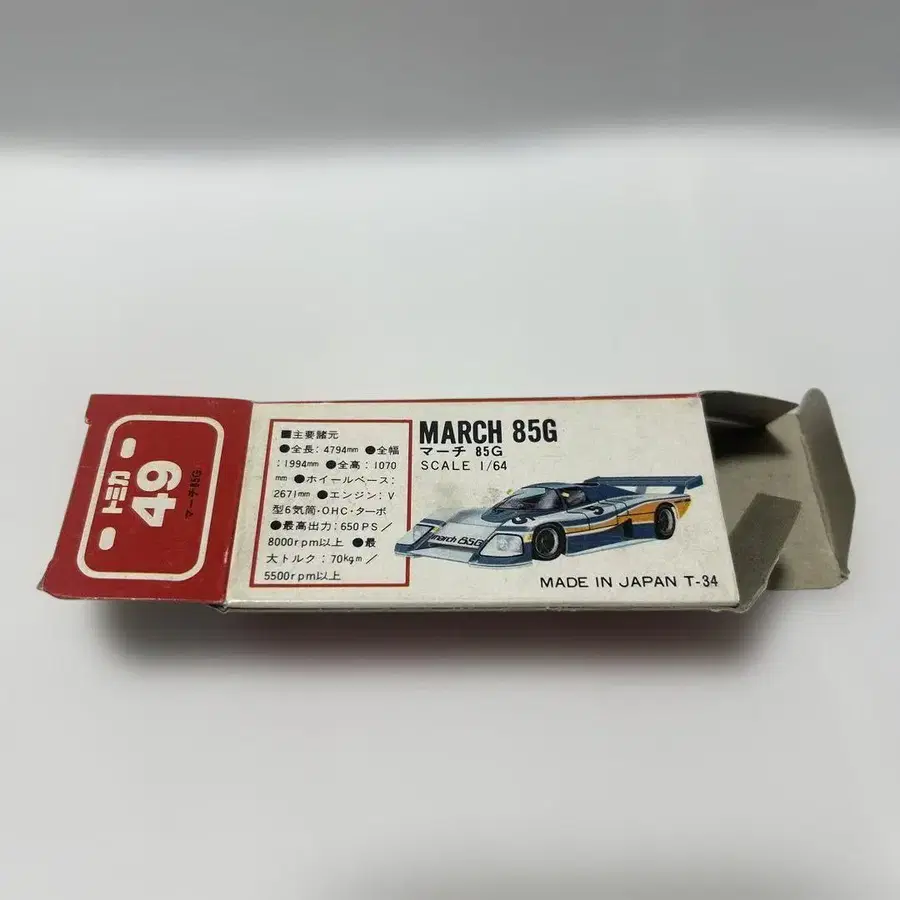 トミカ
49
マーチ85G
■主要諸元
●全長：4794mm ●全幅
：1994mm ●全高：1070
mm ●ホイールベース：
2671mm ●エンジン：V
型6気筒・OHC・ターボ
●最高出力：650PS／
8000rpm以上 ●最
大トルク：70kgm／
5500rpm以上
MARCH 85G
マーチ 85G
SCALE 1/64
march 85G
MADE IN JAPAN T-34